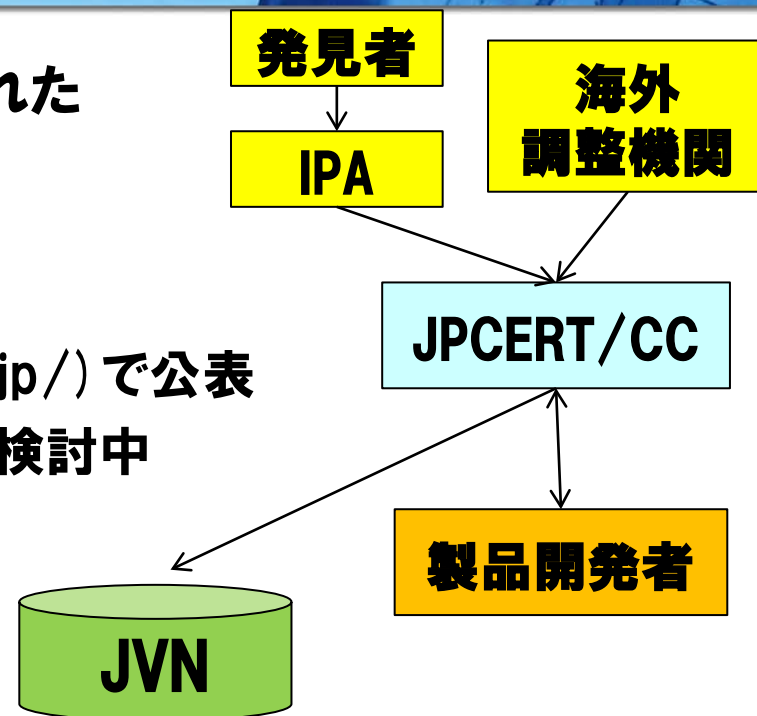 発見者
れた
海外
調整機関
IPA
JPCERT/CC
jp/)で公表
検討中
製品開発者
JVN